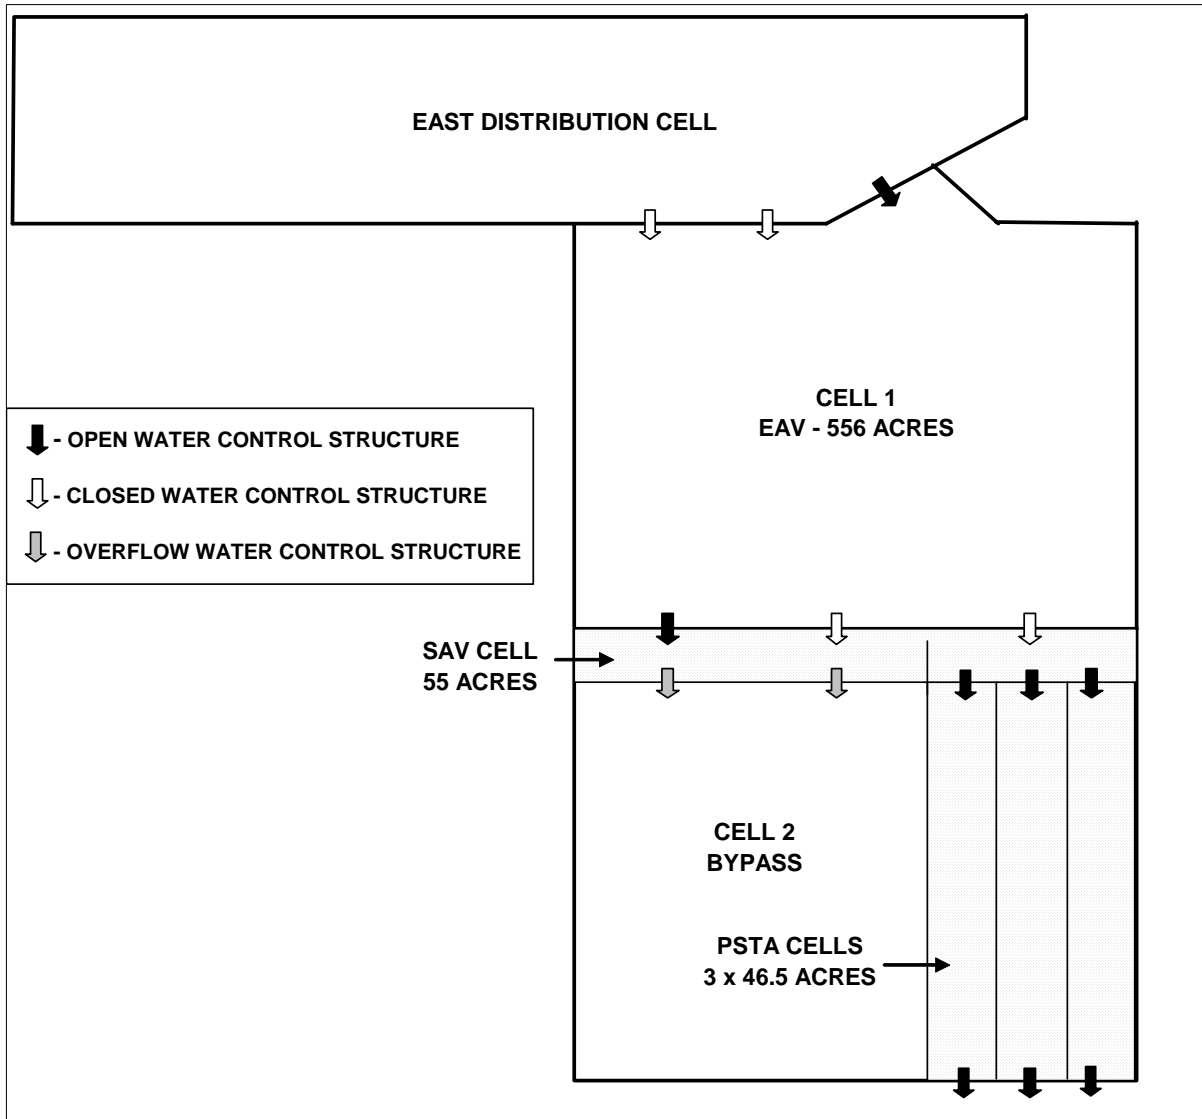 EAST DISTRIBUTION CELL
CELL 1
EAV - 556 ACRES
- OPEN WATER CONTROL STRUCTURE
- CLOSED WATER CONTROL STRUCTURE
- OVERFLOW WATER CONTROL STRUCTURE
SAV CELL
55 ACRES
CELL 2
BYPASS
PSTA CELLS
3 x 46.5 ACRES